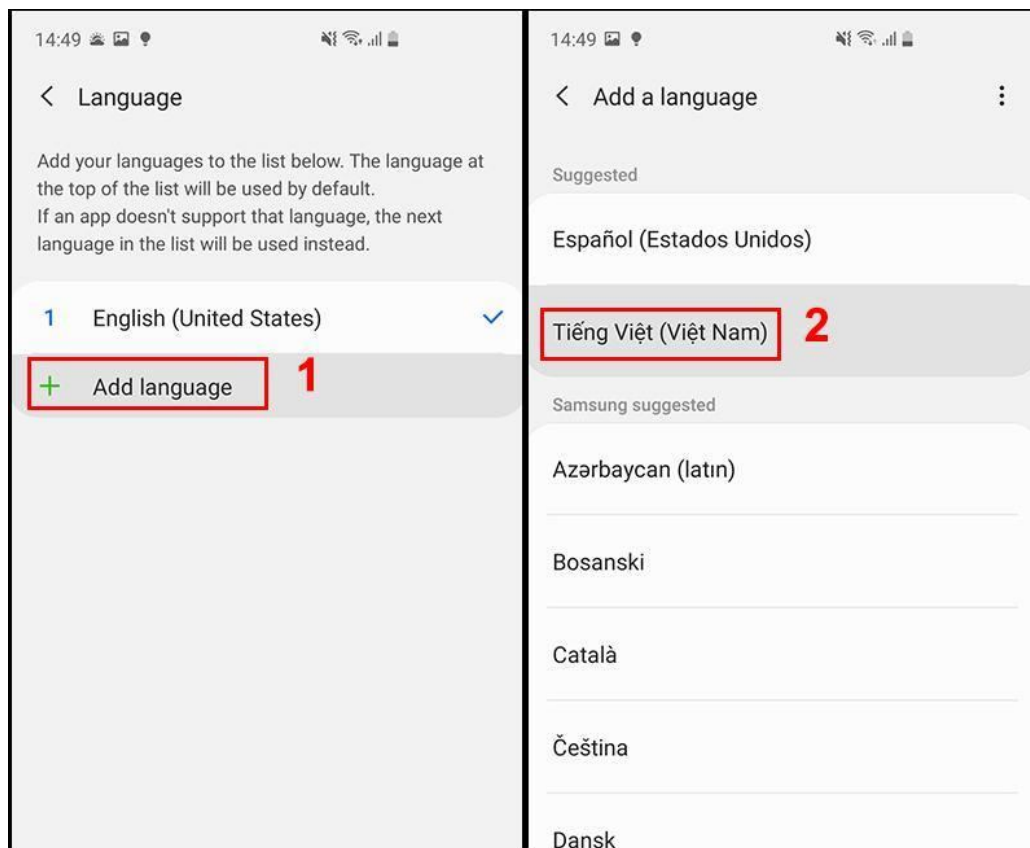 14:49
Language
Add your languages to the list below. The language at
the top of the list will be used by default.
If an app doesn't support that language, the next
language in the list will be used instead.
1 English (United States)
+ Add language 1
14:49
Add a language
Suggested
Español (Estados Unidos)
Tiếng Việt (Việt Nam) 2
Samsung suggested
Azərbaycan (latın)
Bosanski
Català
Čeština
Dansk